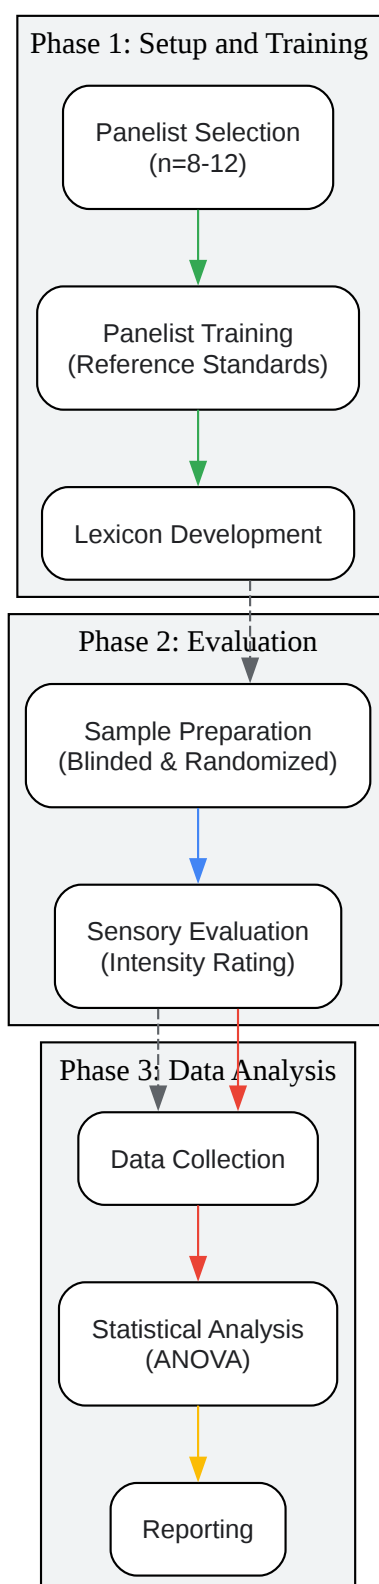 Phase 1: Setup and Training
Panelist Selection
(n=8-12)
Panelist Training
(Reference Standards)
Lexicon Development
Phase 2: Evaluation
Sample Preparation
(Blinded & Randomized)
Sensory Evaluation
(Intensity Rating)
Phase 3: Data Analysis
Data Collection
Statistical Analysis
(ANOVA)
Reporting